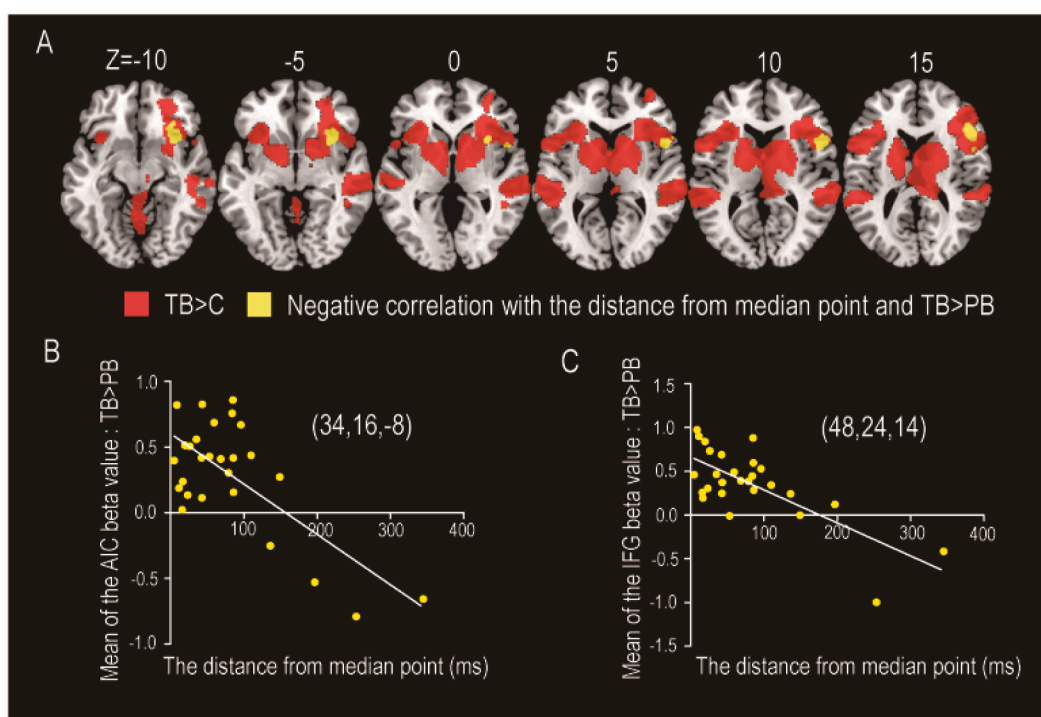 A
Z=-10 -5 0 5 10 15
TB>C Negative correlation with the distance from median point and TB>PB
B
Mean of the AIC beta value : TB>PB
1.0
0.5
0.0
-0.5
-1.0
100 200 300 400
(34,16,-8)
The distance from median point (ms)
C
Mean of the IFG beta value : TB>PB
1.5
1.0
0.5
0.0
-0.5
-1.0
-1.5
100 200 300 400
(48,24,14)
The distance from median point (ms)